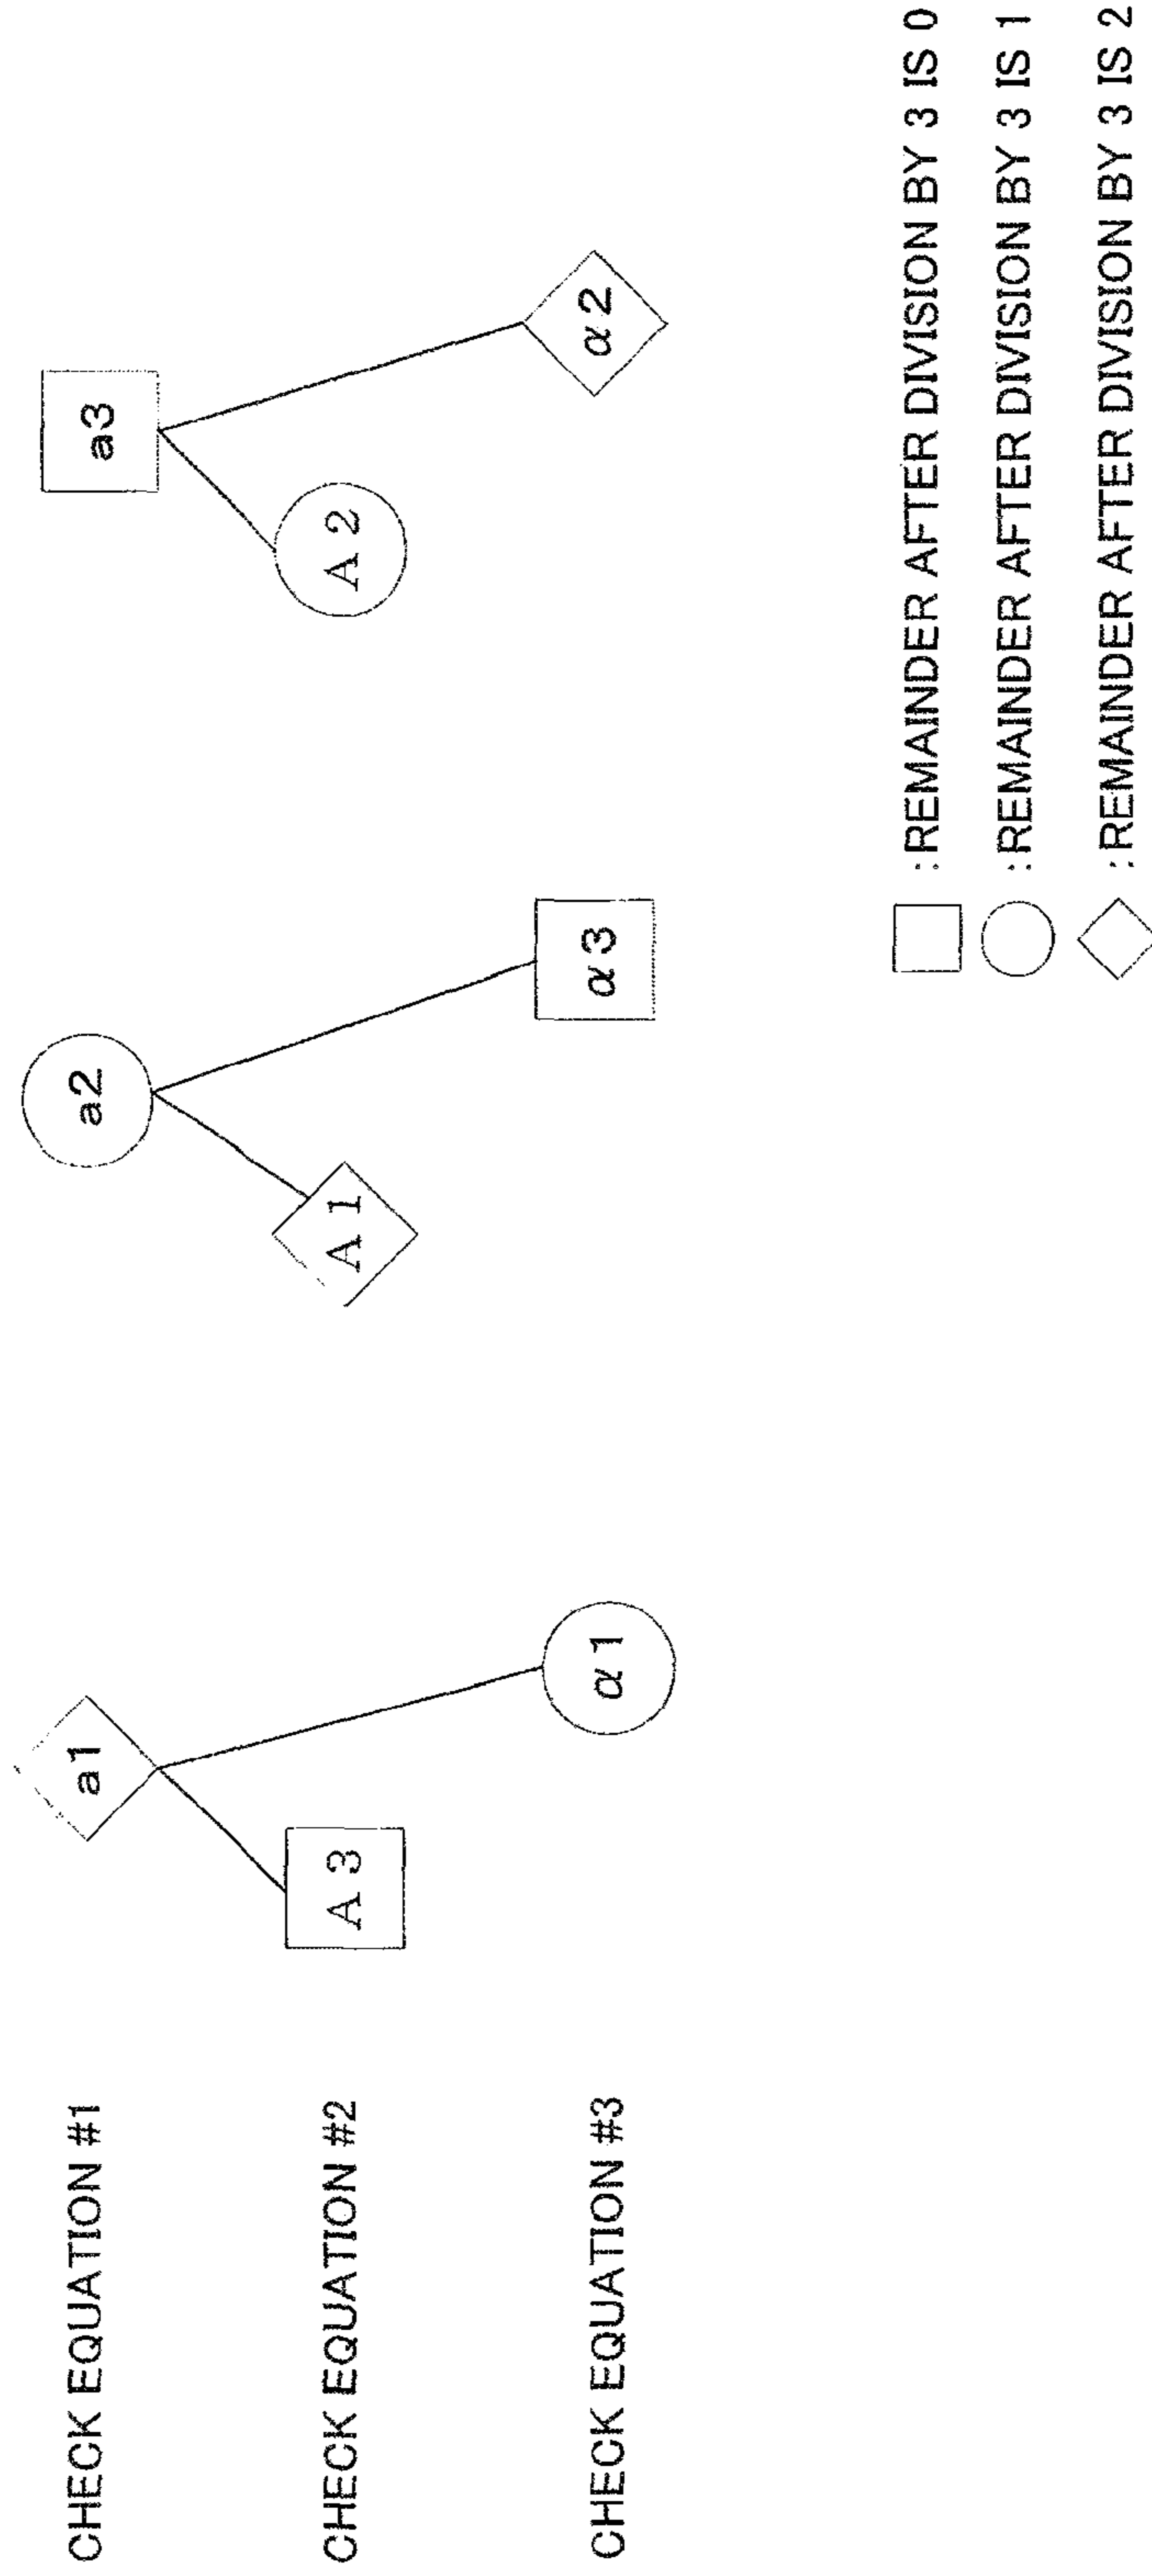 CHECK EQUATION #1
a1
a2
a3
CHECK EQUATION #2
A 3
A 1
A 2
CHECK EQUATION #3
α 1
α 3
α 2
:REMAINDER AFTER DIVISION BY 3 IS 0
:REMAINDER AFTER DIVISION BY 3 IS 1
:REMAINDER AFTER DIVISION BY 3 IS 2